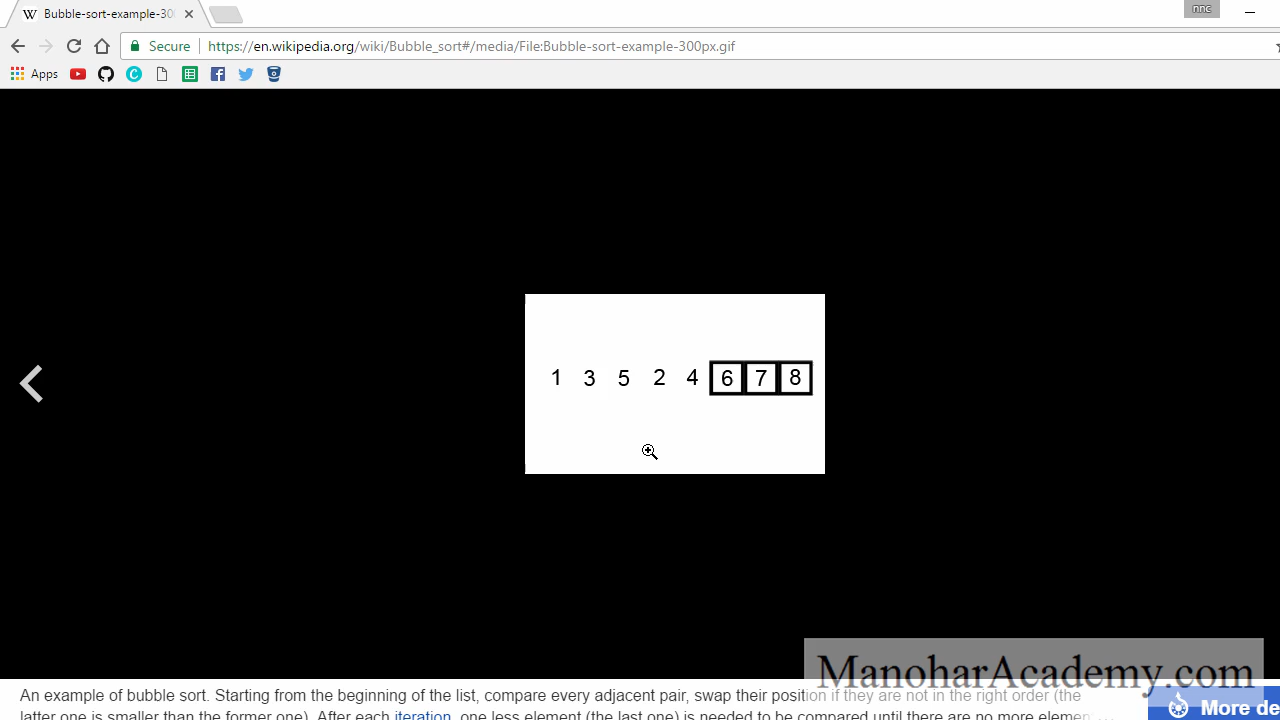 Bubble-sort-example-30
nnc
Secure
https://en.wikipedia.org/wiki/Bubble_sort#/media/File:Bubble-sort-example-300px.gif
Apps
1 3 5 2 4 6 7 8
ManoharAcademy.com
An example of bubble sort. Starting from the beginning of the list, compare every adjacent pair, swap their position if they are not in the right order (the
More de
latter one is smaller than the former one). After each iteration, one less element (the last one) is needed to be compared until there are no more elemen